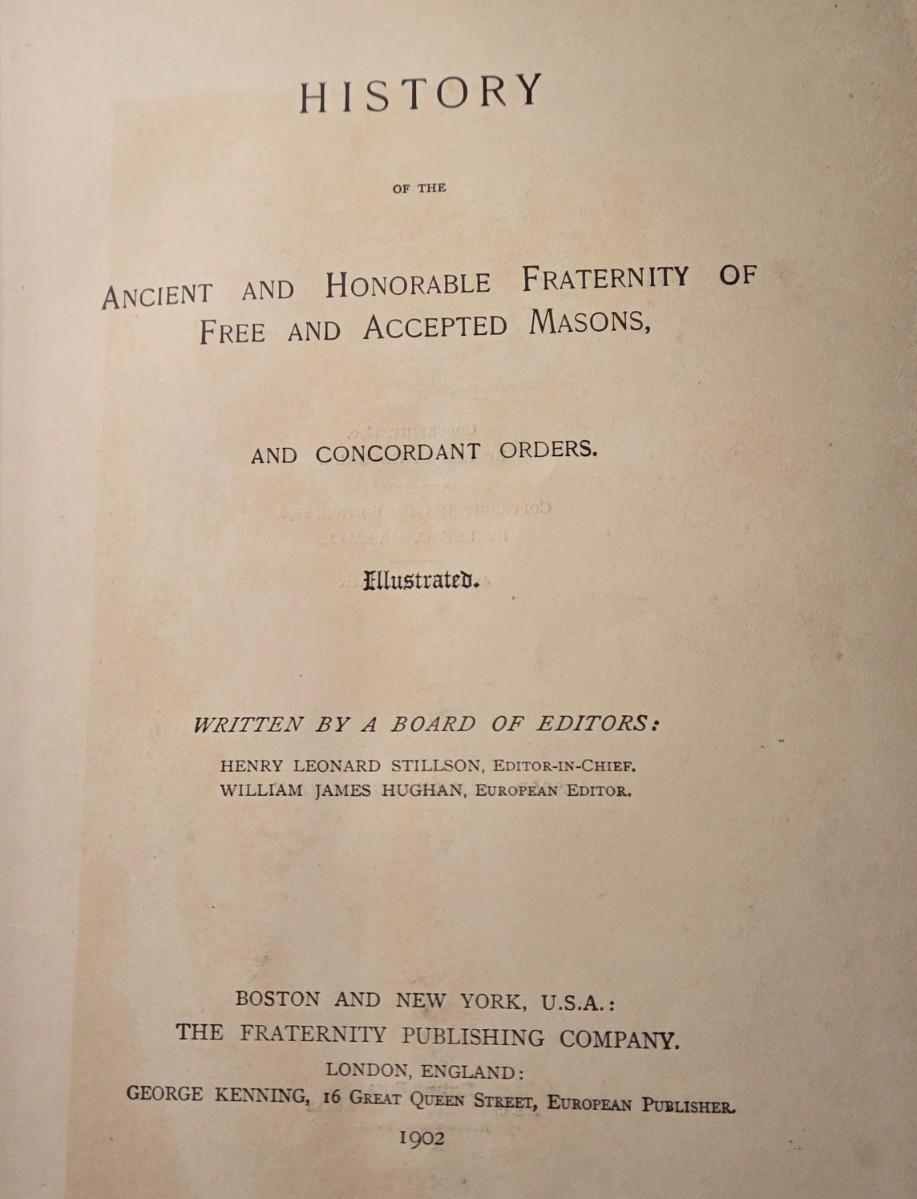 HISTORY
OF THE
ANCIENT AND HONORABLE FRATERNITY OF
FREE AND ACCEPTED MASONS,
AND CONCORDANT ORDERS.
Illustrated.
WRITTEN BY A BOARD OF EDITORS:
HENRY LEONARD STILLSON, EDITOR-IN-CHIEF.
WILLIAM JAMES HUGHAN, EUROPEAN EDITOR.
BOSTON AND NEW YORK, U.S.A.:
THE FRATERNITY PUBLISHING COMPANY.
LONDON, ENGLAND:
GEORGE KENNING, 16 GREAT QUEEN STREET, EUROPEAN PUBLISHER.
1902